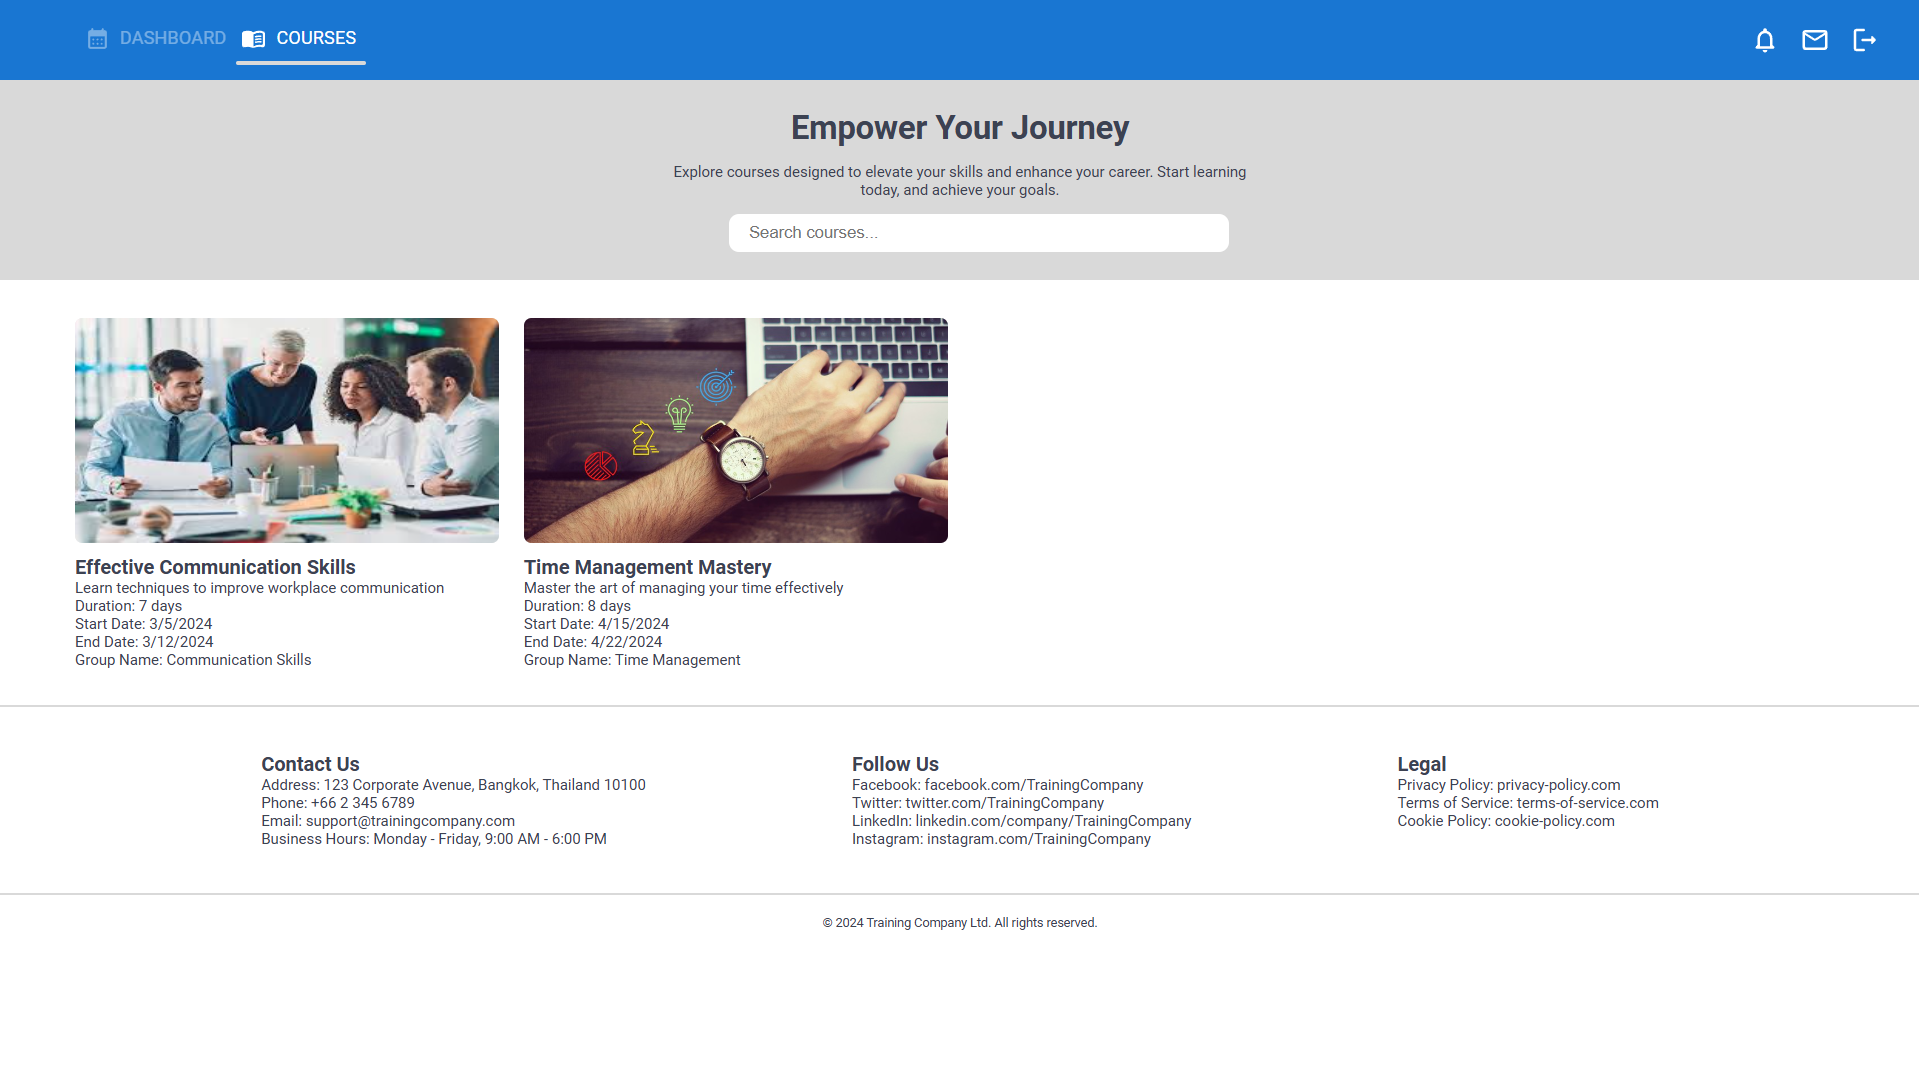 DASHBOARD
COURSES
Empower Your Journey
Explore courses designed to elevate your skills and enhance your career. Start learning
today, and achieve your goals.
Search courses...
Effective Communication Skills
Learn techniques to improve workplace communication
Duration: 7 days
Start Date: 3/5/2024
End Date: 3/12/2024
Group Name: Communication Skills
Time Management Mastery
Master the art of managing your time effectively
Duration: 8 days
Start Date: 4/15/2024
End Date: 4/22/2024
Group Name: Time Management
Contact Us
Address: 123 Corporate Avenue, Bangkok, Thailand 10100
Phone: +66 2 345 6789
Email: support@trainingcompany.com
Business Hours: Monday - Friday, 9:00 AM - 6:00 PM
Follow Us
Facebook: facebook.com/TrainingCompany
Twitter: twitter.com/TrainingCompany
LinkedIn: linkedin.com/company/TrainingCompany
Instagram: instagram.com/TrainingCompany
Legal
Privacy Policy: privacy-policy.com
Terms of Service: terms-of-service.com
Cookie Policy: cookie-policy.com
© 2024 Training Company Ltd. All rights reserved.